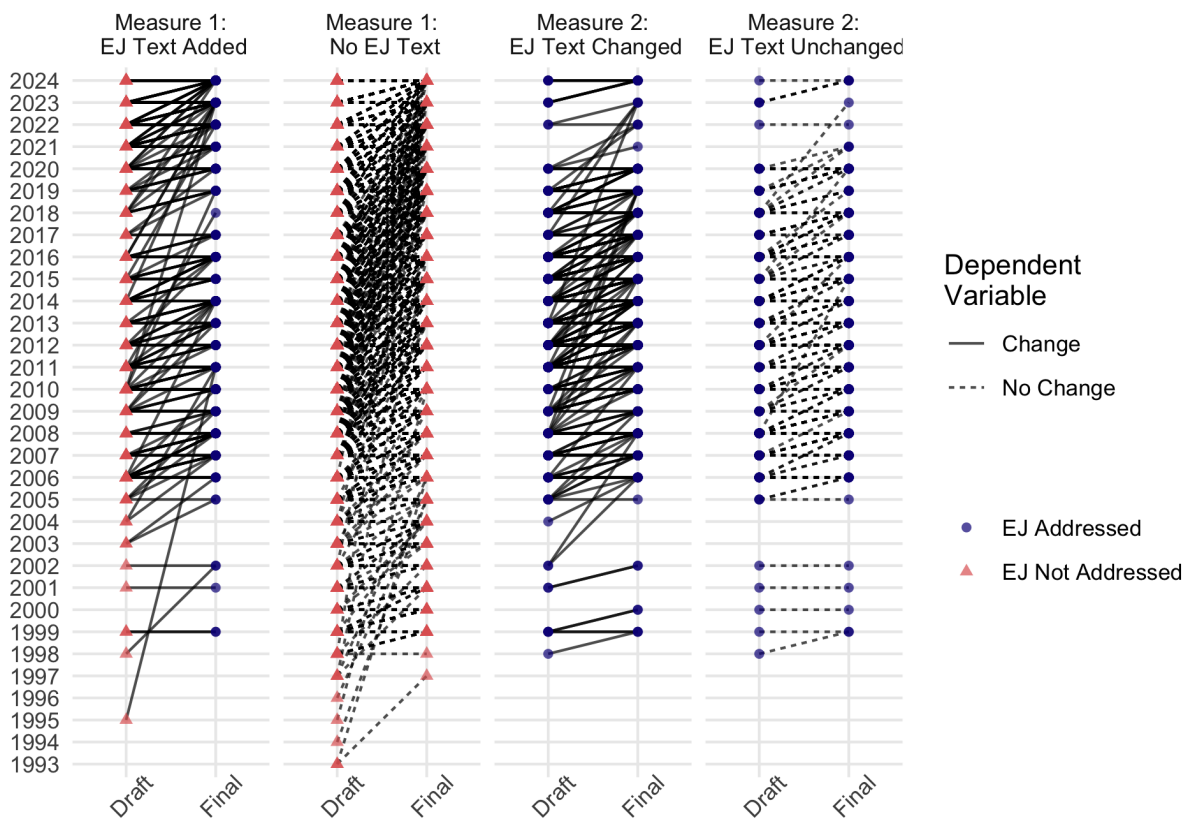 Measure 1:
EJ Text Added
Measure 1:
No EJ Text
Measure 2:
EJ Text Changed
Measure 2:
EJ Text Unchanged
2024
2023
2022
2021
2020
2019
2018
2017
2016
2015
2014
2013
2012
2011
2010
2009
2008
2007
2006
2005
2004
2003
2002
2001
2000
1999
1998
1997
1996
1995
1994
1993
Draft
Final
Draft
Final
Draft
Final
Draft
Final
Dependent
Variable
Change
No Change
EJ Addressed
EJ Not Addressed